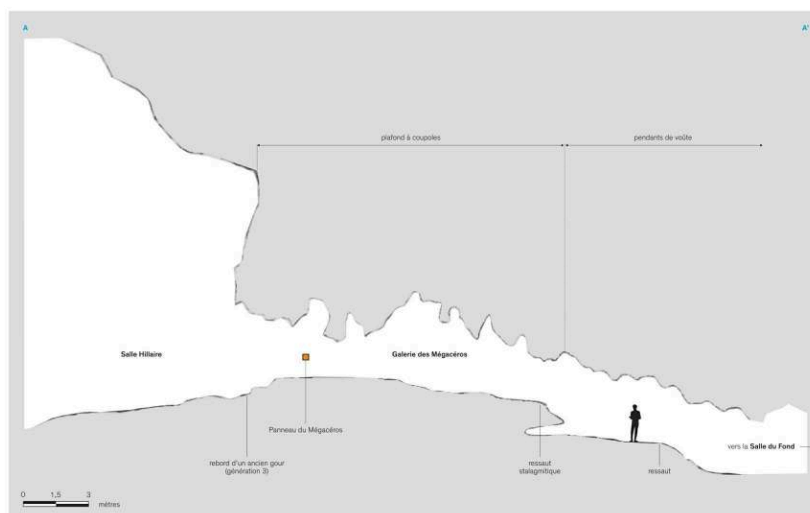 A
A'
plafond à coupoles
pendants de voûte
Salle Hillaire
Galerie des Mégacéros
Panneau du Mégacéros
vers la Salle du Fond
rebord d'un ancien gour
(génération 3)
ressaut
stalagmitique
ressaut
0 1,5 3
mètres